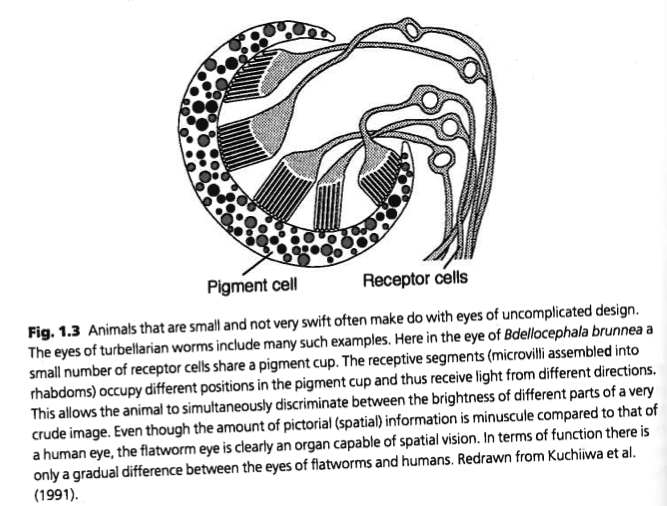 Pigment cell
Receptor cells
Fig. 1.3 Animals that are small and not very swift often make do with eyes of uncomplicated design.
The eyes of turbellarian worms include many such examples. Here in the eye of Bdellocephala brunnea a
small number of receptor cells share a pigment cup. The receptive segments (microvilli assembled into
rhabdoms) occupy different positions in the pigment cup and thus receive light from different directions.
This allows the animal to simultaneously discriminate between the brightness of different parts of a very
crude image. Even though the amount of pictorial (spatial) information is minuscule compared to that of
a human eye, the flatworm eye is clearly an organ capable of spatial vision. In terms of function there is
only a gradual difference between the eyes of flatworms and humans. Redrawn from Kuchiiwa et al.
(1991).